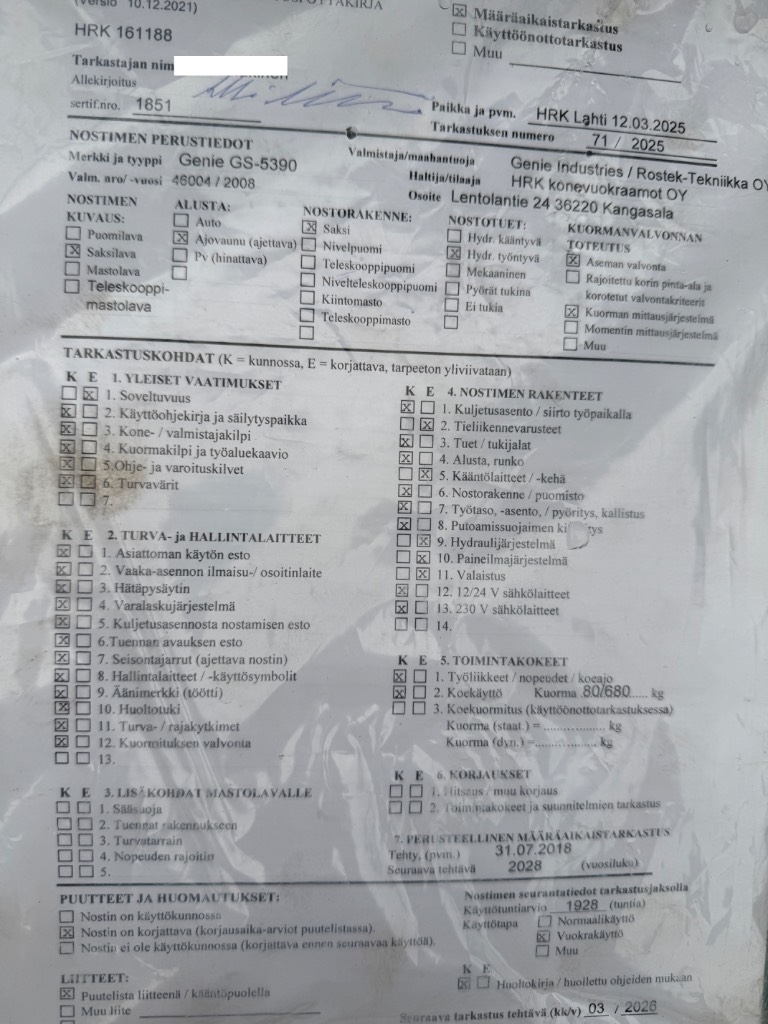 (versio 10.12.2021)
HRK 161188
☒ Määräaikaistarkastus
☐ Käyttöönottotarkastus
☐ Muu
Tarkastajan nim
Allekirjoitus
sertif.nro. 1851
Paikka ja pvm. HRK Lahti 12.03.2025
Tarkastuksen numero 71 / 2025
NOSTIMEN PERUSTIEDOT
Merkki ja tyyppi Genie GS-5390
Valmistaja/maahantuoja Genie Industries / Rostek-Tekniikka OY
Valm. nro/ -vuosi 46004 / 2008
Haltija/tilaaja HRK konevuokraamot OY
Osoite Lentolantie 24 36220 Kangasala
NOSTIMEN KUVAUS:
☐ Puomilava
☒ Saksilava
☐ Mastolava
☐ Teleskooppi-
mastolava
ALUSTA:
☐ Auto
☒ Ajovaunu (ajettava)
☐ Pv (hinattava)
☐
NOSTORAKENNE:
☒ Saksi
☐ Nivelpuomi
☐ Teleskooppipuomi
☐ Nivelteleskooppipuomi
☐ Kiintomasto
☐ Teleskooppimasto
☐
NOSTOTUET:
☐ Hydr. kääntyvä
☒ Hydr. työntyvä
☐ Mekaaninen
☐ Pyörät tukina
☐ Ei tukia
☐
KUORMANVALVONNAN
TOTEUTUS
☒ Aseman valvonta
☐ Rajoitettu korin pinta-ala ja
korotetut valvontakriteerit
☒ Kuorman mittausjärjestelmä
☐ Momentin mittausjärjestelmä
☐ Muu
TARKASTUSKOHDAT (K = kunnossa, E = korjattava, tarpeeton yliviivataan)
K E 1. YLEISET VAATIMUKSET
☐ ☒ 1. Soveltuvuus
☒ ☐ 2. Käyttöohjekirja ja säilytyspaikka
☒ ☐ 3. Kone- / valmistajakilpi
☒ ☐ 4. Kuormakilpi ja työaluekaavio
☒ ☐ 5.Ohje- ja varoituskilvet
☒ ☐ 6. Turvavärit
☐ ☐ 7.
K E 2. TURVA- ja HALLINTALAITTEET
☒ ☐ 1. Asiattoman käytön esto
☒ ☐ 2. Vaaka-asennon ilmaisu-/ osoitinlaite
☒ ☐ 3. Hätäpysäytin
☒ ☐ 4. Varalaskujärjestelmä
☒ ☐ 5. Kuljetusasennosta nostamisen esto
☒ ☐ 6.Tuennan avauksen esto
☒ ☐ 7. Seisontajarrut (ajettava nostin)
☒ ☐ 8. Hallintalaitteet / -käyttösymbolit
☒ ☐ 9. Äänimerkki (töötti)
☒ ☐ 10. Huoltotuki
☒ ☐ 11. Turva- / rajakytkimet
☒ ☐ 12. Kuormituksen valvonta
☐ ☐ 13.
K E 3. LISÄKOHDAT MASTOLAVALLE
☐ ☐ 1. Sääsuoja
☐ ☐ 2. Tuennat rakennukseen
☐ ☐ 3. Turvatarrain
☐ ☐ 4. Nopeuden rajoitin
☐ ☐ 5.
K E 4. NOSTIMEN RAKENTEET
☒ ☐ 1. Kuljetusasento / siirto työpaikalla
☐ ☒ 2. Tieliikennevarusteet
☒ ☐ 3. Tuet / tukijalat
☒ ☐ 4. Alusta, runko
☐ ☒ 5. Kääntölaitteet / -kehä
☒ ☐ 6. Nostorakenne / puomisto
☒ ☐ 7. Työtaso, -asento, / pyöritys, kallistus
☒ ☐ 8. Putoamissuojaimen ki tys
☐ ☒ 9. Hydraulijärjestelmä
☐ ☒ 10. Paineilmajärjestelmä
☐ ☒ 11. Valaistus
☒ ☐ 12. 12/24 V sähkölaitteet
☒ ☐ 13. 230 V sähkölaitteet
☐ ☐ 14.
K E 5. TOIMINTAKOKEET
☒ ☐ 1. Työliikkeet / nopeudet / koeajo
☒ ☐ 2. Koekäyttö Kuorma 80/680..... kg
☐ ☐ 3. Koekuormitus (käyttöönottotarkastuksessa)
Kuorma (staat.) =.................. kg
Kuorma (dyn.) =................. kg
K E 6. KORJAUKSET
☐ ☐ 1. Hitsaus / muu korjaus
☐ ☐ 2. Toimintakokeet ja suunnitelmien tarkastus
7. PERUSTEELLINEN MÄÄRÄAIKAISTARKASTUS
Tehty, (pvm.) 31.07.2018
Seuraava tehtävä 2028 (vuosiluku)
PUUTTEET JA HUOMAUTUKSET:
☐ Nostin on käyttökunnossa
☒ Nostin on korjattava (korjausaika-arviot puutelistassa).
☐ Nostin ei ole käyttökunnossa (korjattava ennen seuraavaa käyttöä).
Nostimen seurantatiedot tarkastusjaksolla
Käyttötuntiarvio 1928 (tuntia)
Käyttötapa ☐ Normaalikäyttö
☒ Vuokrakäyttö
☐ Muu
LIITTEET:
☒ Puutelista liitteenä / kääntöpuolella
☐ Muu liite
K E
☒ ☐ Huoltokirja / huollettu ohjeiden mukaan
Seuraava tarkastus tehtävä (kk/v) 03 / 2026